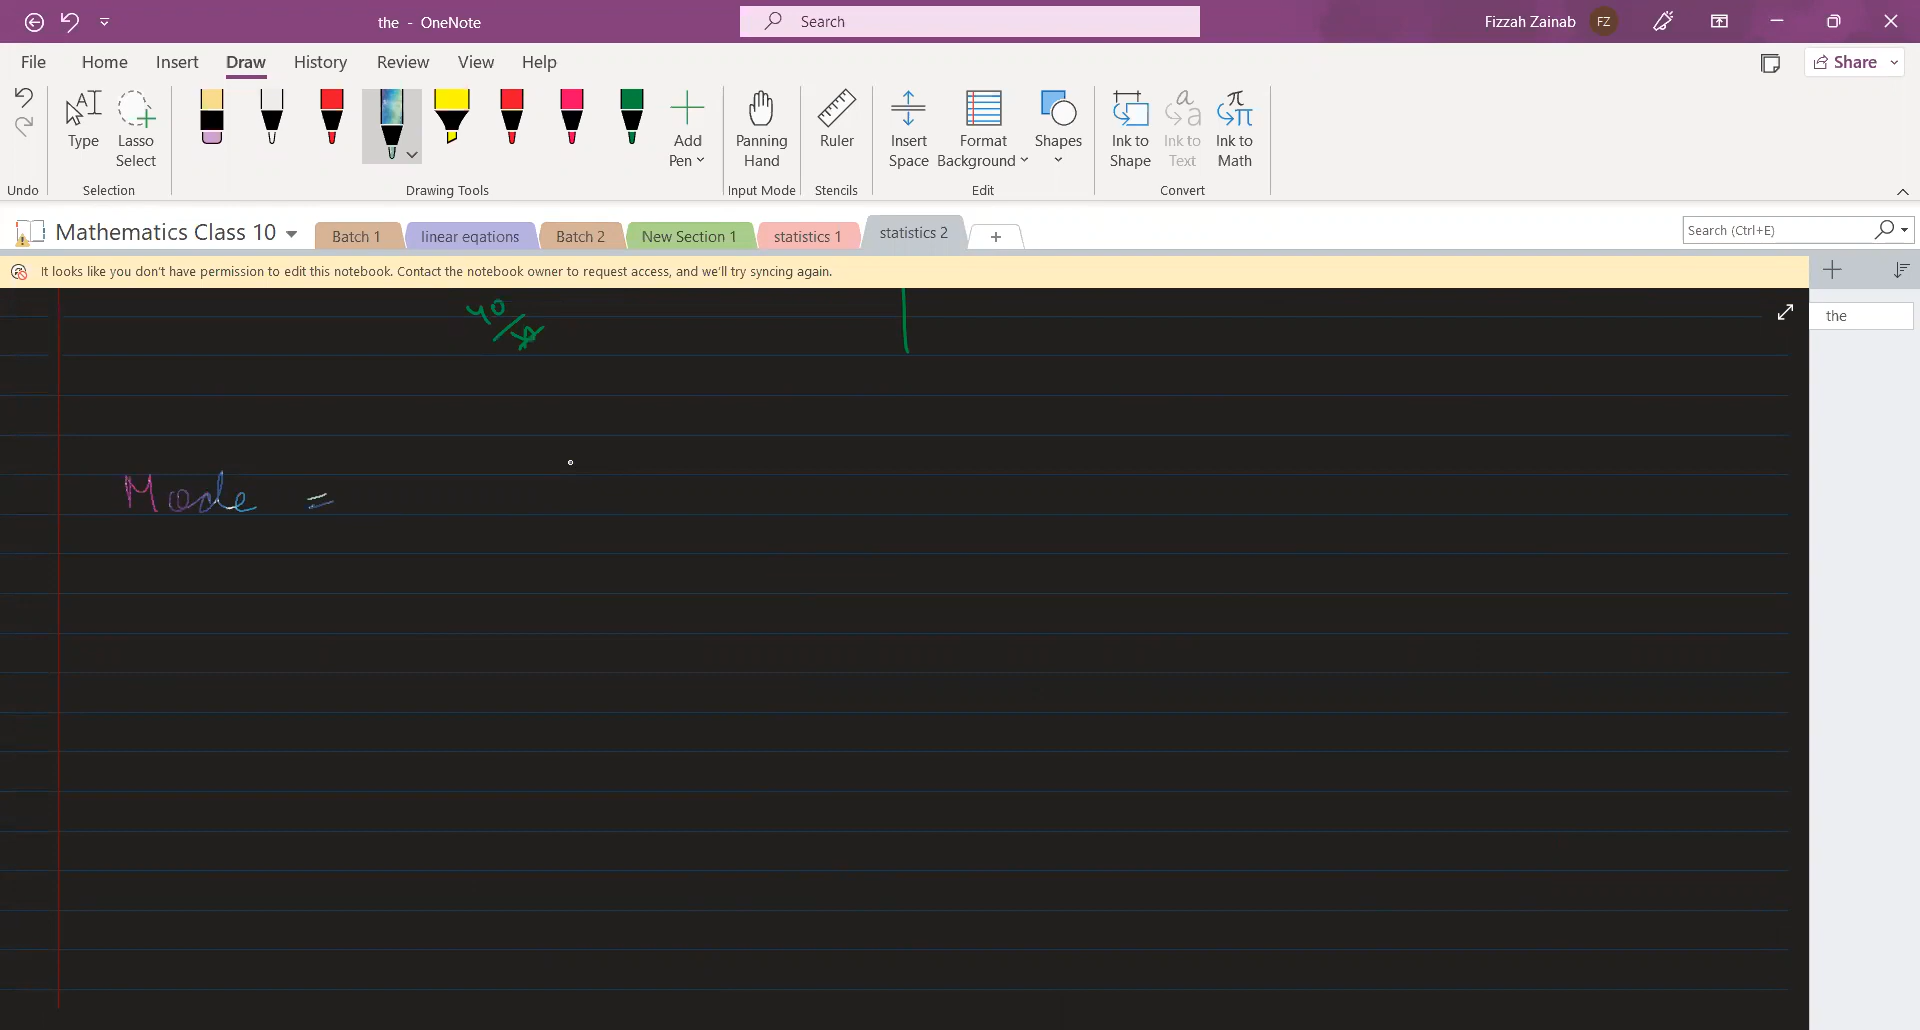 the - OneNote
Search
Fizzah Zainab
FZ
File Home Insert Draw History Review View Help
Share
Type
Lasso Select
Add Pen
Panning Hand
Ruler
Insert Space
Format Background
Shapes
Ink to Shape
Ink to Text
Ink to Math
Undo Selection Drawing Tools Input Mode Stencils Edit Convert
Mathematics Class 10
Batch 1 linear eqations Batch 2 New Section 1 statistics 1 statistics 2
Search (Ctrl+E)
It looks like you don't have permission to edit this notebook. Contact the notebook owner to request access, and we'll try syncing again.
the
Mode =